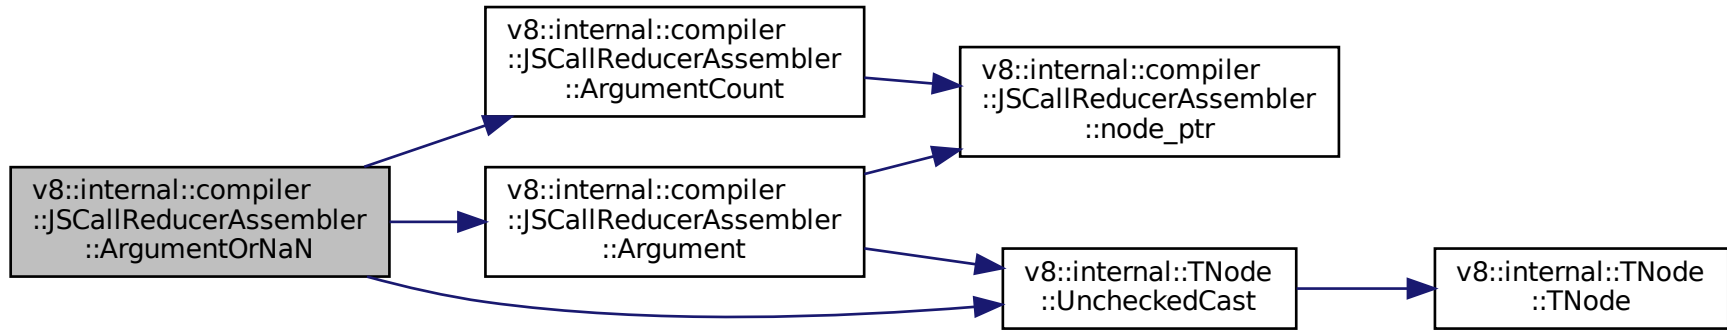 v8::internal::compiler
::JSCallReducerAssembler
::ArgumentOrNaN
v8::internal::compiler
::JSCallReducerAssembler
::ArgumentCount
v8::internal::compiler
::JSCallReducerAssembler
::Argument
v8::internal::compiler
::JSCallReducerAssembler
::node_ptr
v8::internal::TNode
::UncheckedCast
v8::internal::TNode
::TNode